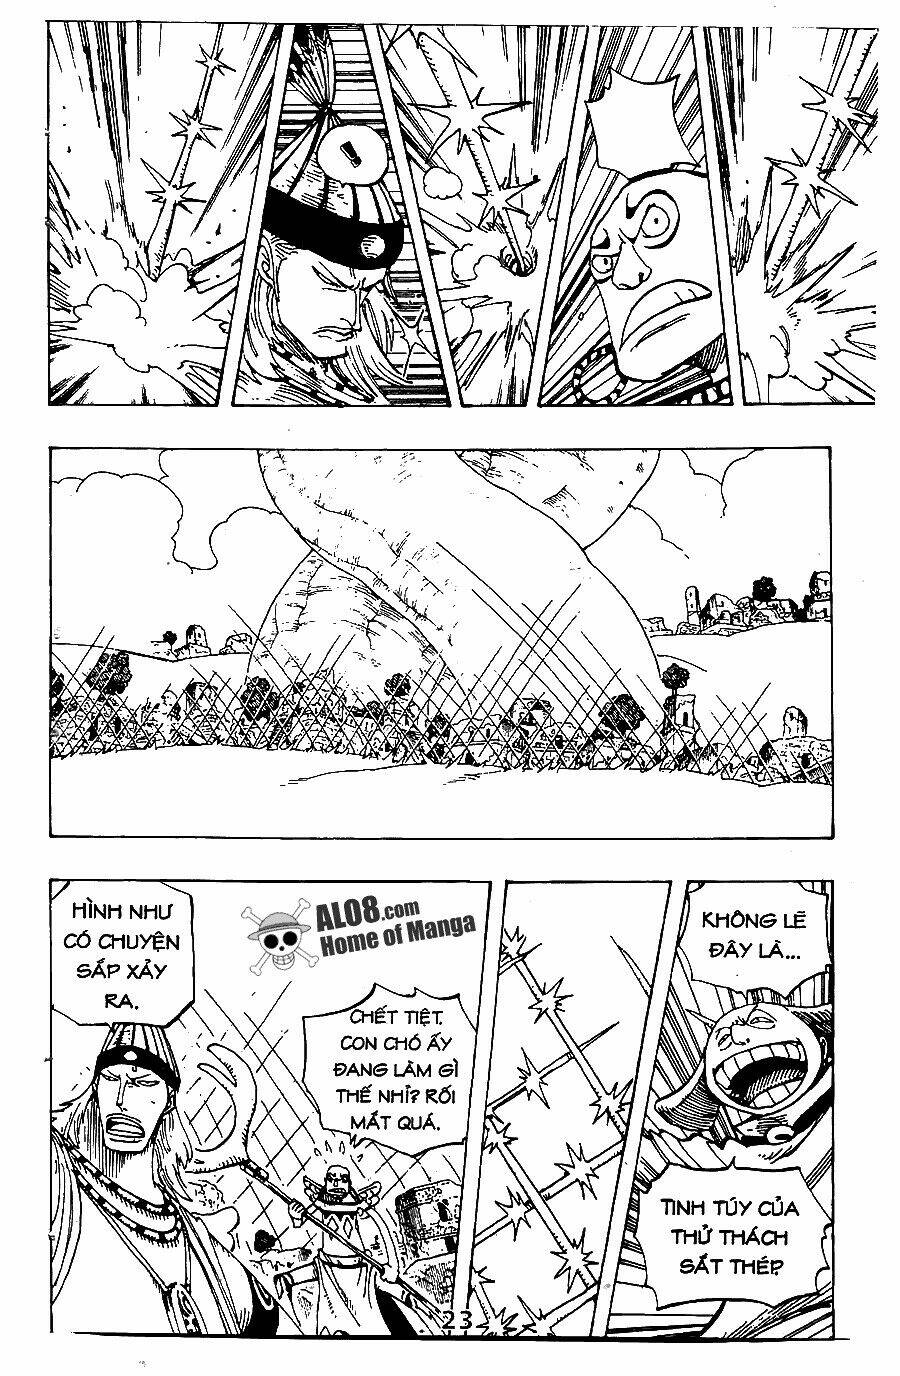 !
HÌNH NHƯ
CÓ CHUYỆN
SẮP XẢY
RA.
AL08.com
Home of Manga
CHẾT TIỆT.
CON CHÓ ẤY
ĐANG LÀM GÌ
THẾ NHỈ? RỐI
MẮT QUÁ.
KHÔNG LẼ
ĐÂY LÀ...
TINH TÚY CỦA
THỬ THÁCH
SẮT THÉP?
23